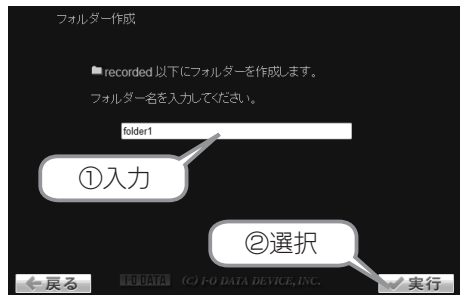 フォルダー作成
recorded 以下にフォルダーを作成します。
フォルダー名を入力してください。
folder1
①入力
②選択
戻る
I-O DATA
(C) I-O DATA DEVICE, INC.
実行